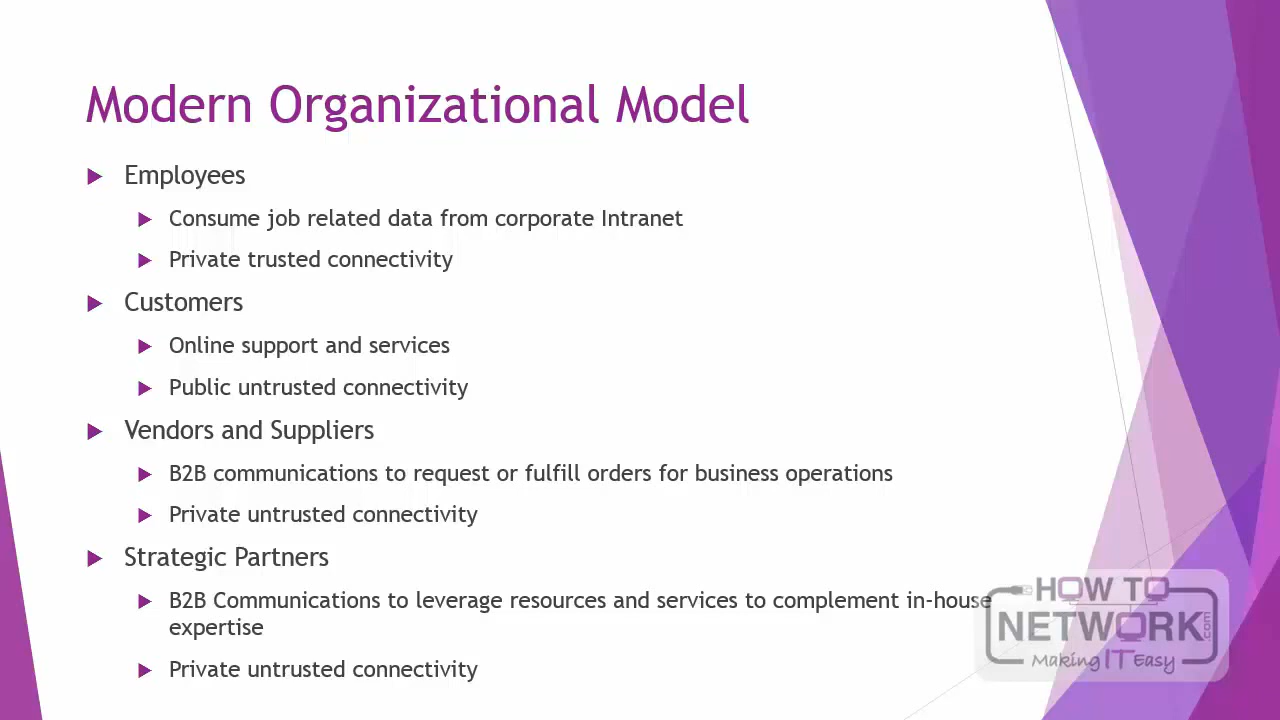 Modern Organizational Model
Employees
Consume job related data from corporate Intranet
Private trusted connectivity
Customers
Online support and services
Public untrusted connectivity
Vendors and Suppliers
B2B communications to request or fulfill orders for business operations
Private untrusted connectivity
Strategic Partners
B2B Communications to leverage resources and services to complement in-house
expertise
Private untrusted connectivity
HOW TO
NETWORK.com
Making IT Easy